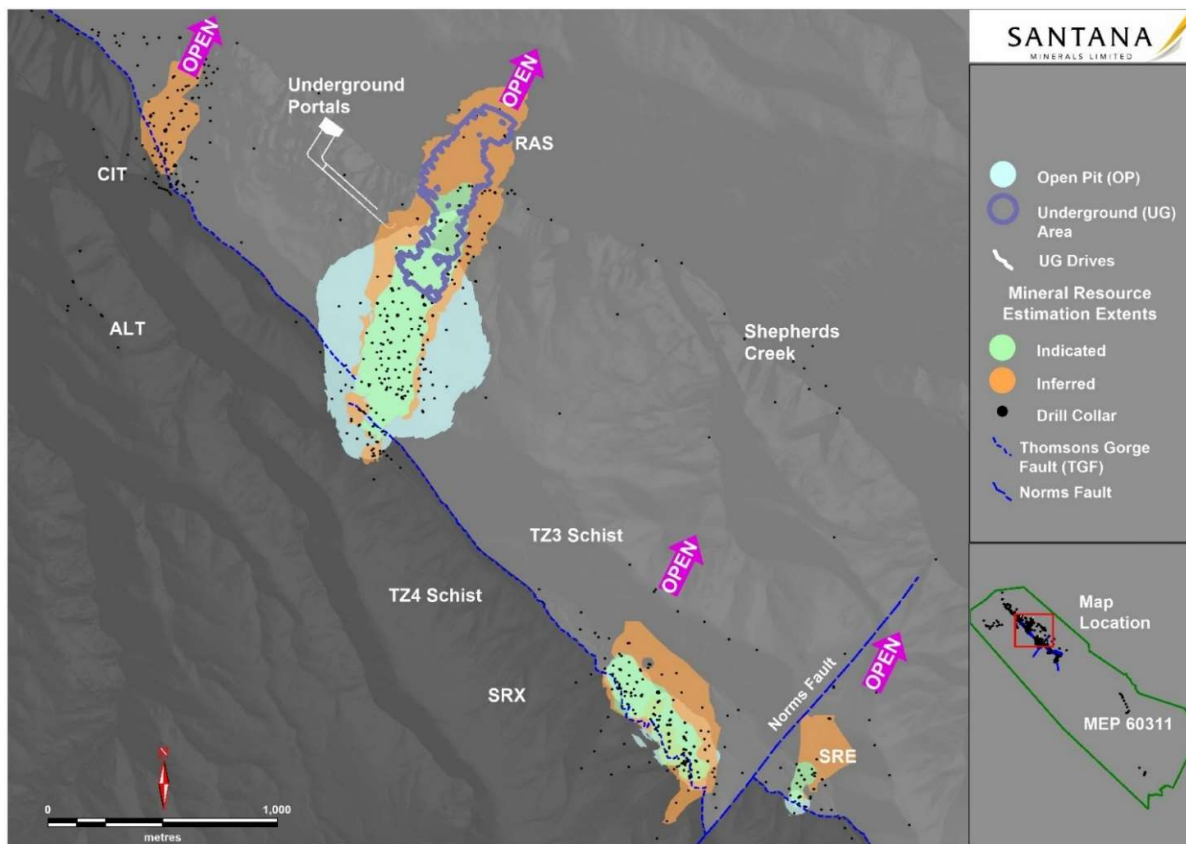 SANTANA
MINERALS LIMITED
OPEN
OPEN
Underground
Portals
RAS
CIT
ALT
Shepherds
Creek
TZ3 Schist
OPEN
TZ4 Schist
OPEN
SRX
Norms Fault
SRE
N
0
1,000
metres
Open Pit (OP)
Underground (UG)
Area
UG Drives
Mineral Resource
Estimation Extents
Indicated
Inferred
Drill Collar
Thomsons Gorge
Fault (TGF)
Norms Fault
Map
Location
MEP 60311